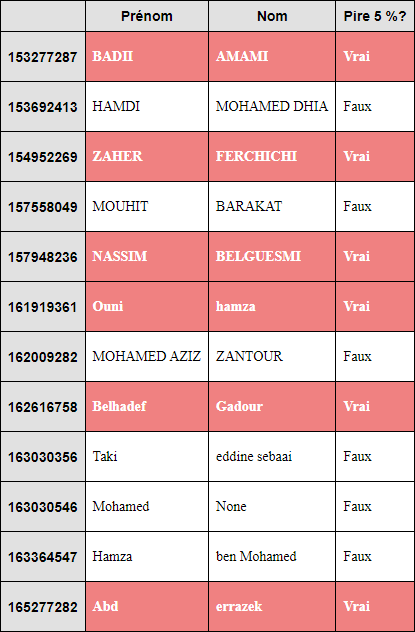 Prénom Nom Pire 5 %?
153277287 BADII AMAMI Vrai
153692413 HAMDI MOHAMED DHIA Faux
154952269 ZAHER FERCHICHI Vrai
157558049 MOUHIT BARAKAT Faux
157948236 NASSIM BELGUESMI Vrai
161919361 Ouni hamza Vrai
162009282 MOHAMED AZIZ ZANTOUR Faux
162616758 Belhadef Gadour Vrai
163030356 Taki eddine sebaai Faux
163030546 Mohamed None Faux
163364547 Hamza ben Mohamed Faux
165277282 Abd errazek Vrai